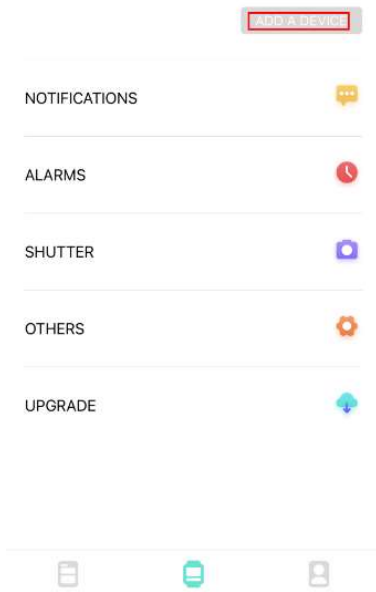 ADD A DEVICE
NOTIFICATIONS
ALARMS
SHUTTER
OTHERS
UPGRADE